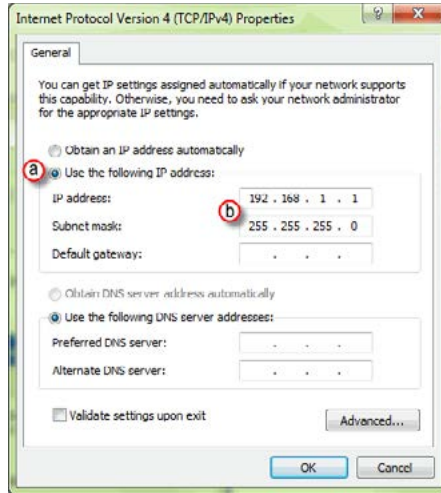 Internet Protocol Version 4 (TCP/IPv4) Properties
? X
General
You can get IP settings assigned automatically if your network supports
this capability. Otherwise, you need to ask your network administrator
for the appropriate IP settings.
Obtain an IP address automatically
a Use the following IP address:
IP address: 192 . 168 . 1 . 1
b
Subnet mask: 255 . 255 . 255 . 0
Default gateway: . . .
Obtain DNS server address automatically
Use the following DNS server addresses:
Preferred DNS server: . . .
Alternate DNS server: . . .
Validate settings upon exit
Advanced...
OK Cancel